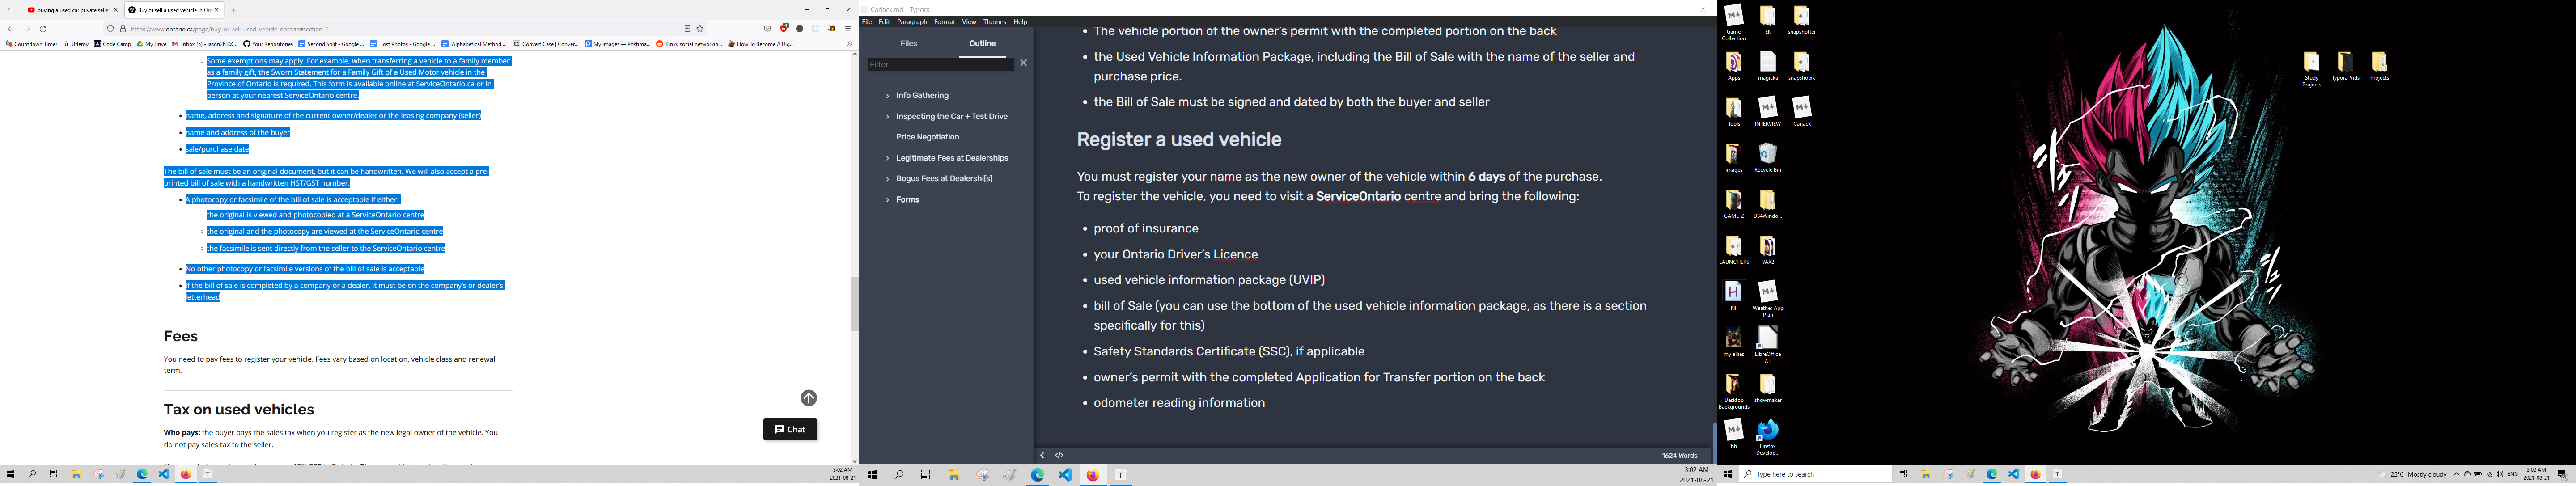 buying a used car private seller
Buy or sell a used vehicle in On
https://www.ontario.ca/page/buy-or-sell-used-vehicle-ontario#section-1
4
Countdown Timer
Udemy
Code Camp
My Drive
Inbox (5) - jason2b3@...
Your Repositories
Second Split - Google ...
Lost Photos - Google ...
Alphabetical Method ...
Convert Case | Conver...
My images — Postima...
Kinky social networkin...
How To Become A Dig...
Some exemptions may apply. For example, when transferring a vehicle to a family member
as a family gift, the Sworn Statement for a Family Gift of a Used Motor vehicle in the
Province of Ontario is required. This form is available online at ServiceOntario.ca or in
person at your nearest ServiceOntario centre.
name, address and signature of the current owner/dealer or the leasing company (seller)
name and address of the buyer
sale/purchase date
The bill of sale must be an original document, but it can be handwritten. We will also accept a pre-
printed bill of sale with a handwritten HST/GST number.
A photocopy or facsimile of the bill of sale is acceptable if either:
the original is viewed and photocopied at a ServiceOntario centre
the original and the photocopy are viewed at the ServiceOntario centre
the facsimile is sent directly from the seller to the ServiceOntario centre
No other photocopy or facsimile versions of the bill of sale is acceptable
If the bill of sale is completed by a company or a dealer, it must be on the company's or dealer's
letterhead
Fees
You need to pay fees to register your vehicle. Fees vary based on location, vehicle class and renewal
term.
Tax on used vehicles
Who pays: the buyer pays the sales tax when you register as the new legal owner of the vehicle. You
do not pay sales tax to the seller.
Chat
3:02 AM
2021-08-21
Carjack.md - Typora
File Edit Paragraph Format View Themes Help
Files
Outline
Filter
Info Gathering
Inspecting the Car + Test Drive
Price Negotiation
Legitimate Fees at Dealerships
Bogus Fees at Dealershi[s]
Forms
The vehicle portion of the owner's permit with the completed portion on the back
the Used Vehicle Information Package, including the Bill of Sale with the name of the seller and
purchase price.
the Bill of Sale must be signed and dated by both the buyer and seller
Register a used vehicle
You must register your name as the new owner of the vehicle within 6 days of the purchase.
To register the vehicle, you need to visit a ServiceOntario centre and bring the following:
proof of insurance
your Ontario Driver's Licence
used vehicle information package (UVIP)
bill of Sale (you can use the bottom of the used vehicle information package, as there is a section
specifically for this)
Safety Standards Certificate (SSC), if applicable
owner's permit with the completed Application for Transfer portion on the back
odometer reading information
</>
1624 Words
3:02 AM
2021-08-21
Game
Collection
EK
snapshotter
Apps
magicka
snapshotxx
Tools
INTERVIEW
Carjack
images
Recycle Bin
GAME-Z
DS4Windo...
LAUNCHERS
VAX2
NF
Weather App
Plan
my allies
LibreOffice
7.1
Desktop
Backgrounds
showmaker
hh
Firefox
Develop...
Study
Projects
Typora-Vids
Projects
Type here to search
22°C Mostly cloudy
ENG
3:02 AM
2021-08-21